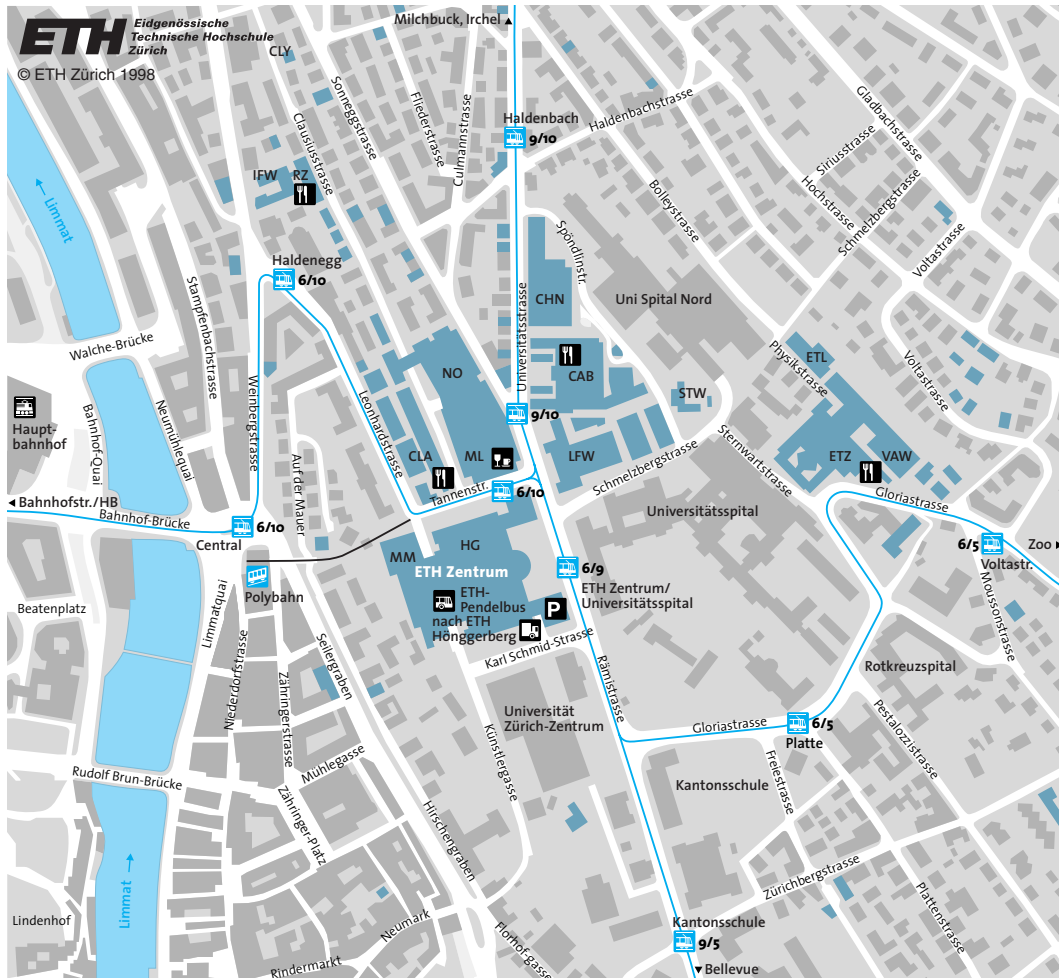 ETH Eidgenössische
Technische Hochschule
Zürich
© ETH Zürich 1998
Milchbuck, Irchel
CLY
Sonneggstrasse
Clausiusstrasse
Fliederstrasse
Culmannstrasse
Haldenbach
9/10
Haldenbachstrasse
Gladbachstrasse
Siriusstrasse
Hochstrasse
Schmelzbergstrasse
Bolleystrasse
Voltastrasse
IFW
RZ
Limmat
Haldenegg
6/10
Spöndlinstr.
CHN
Uni Spital Nord
Stampfenbachstrasse
Walche-Brücke
Universitätsstrasse
ETL
Physikstrasse
Voltastrasse
NO
CAB
STW
Weinbergstrasse
Leonhardstrasse
Haupt-
bahnhof
Bahnhof-Quai
Neumühlequai
9/10
CLA
ML
LFW
Schmelzbergstrasse
Sternwartstrasse
ETZ
VAW
Auf der Mauer
Tannenstr.
6/10
Gloriastrasse
Bahnhofstr./HB
Bahnhof-Brücke
6/10
Central
Universitätsspital
6/5
Voltastr.
Zoo
MM
HG
ETH Zentrum
6/9
ETH Zentrum/
Universitätsspital
Polybahn
ETH-
Pendelbus
nach ETH
Hönggerberg
P
Karl Schmid-Strasse
Moussonstrasse
Beatenplatz
Limmatquai
Niederdorfstrasse
Zähringerstrasse
Seilergraben
Rämistrasse
Rotkreuzspital
Universität
Zürich-Zentrum
Künstlergasse
Gloriastrasse
6/5
Platte
Pestalozzistrasse
Freiestrasse
Kantonsschule
Rudolf Brun-Brücke
Mühlegasse
Zähringer-Platz
Hirschengraben
Limmat
Zürichbergstrasse
Plattenstrasse
Lindenhof
Neumark
Rindermarkt
Florhof-gasse
Kantonsschule
9/5
Bellevue